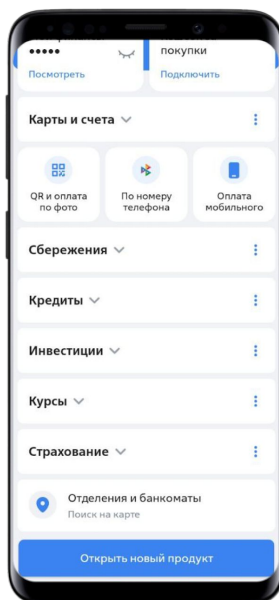 покупки
Посмотреть
Подключить
Карты и счета
QR и оплата
по фото
По номеру
телефона
Оплата
мобильного
Сбережения
Кредиты
Инвестиции
Курсы
Страхование
Отделения и банкоматы
Поиск на карте
Открыть новый продукт